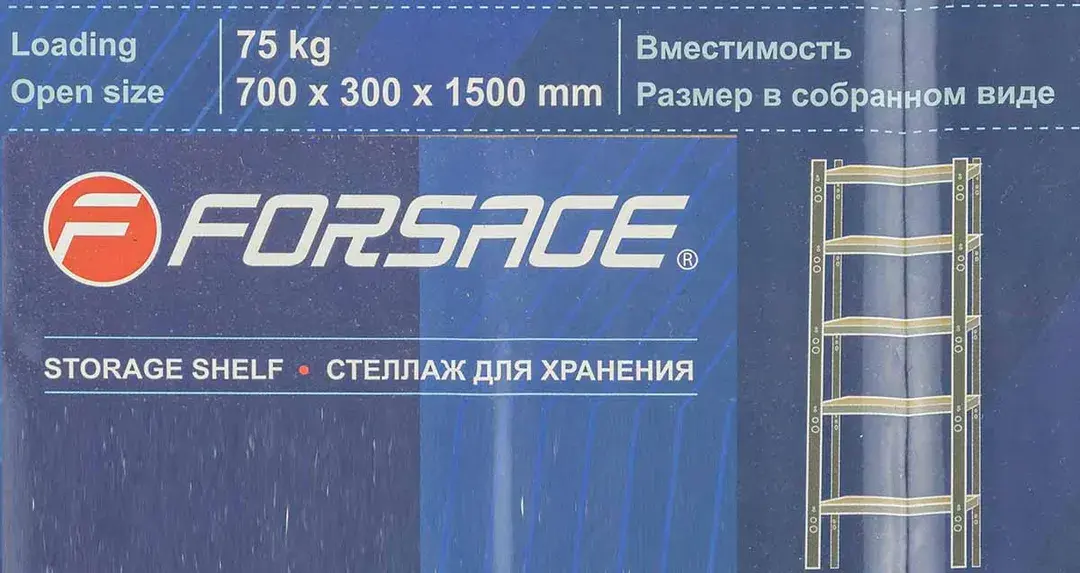 Loading 75 kg Вместимость
Open size 700 x 300 x 1500 mm Размер в собранном виде
F FORSAGE®
STORAGE SHELF • СТЕЛЛАЖ ДЛЯ ХРАНЕНИЯ